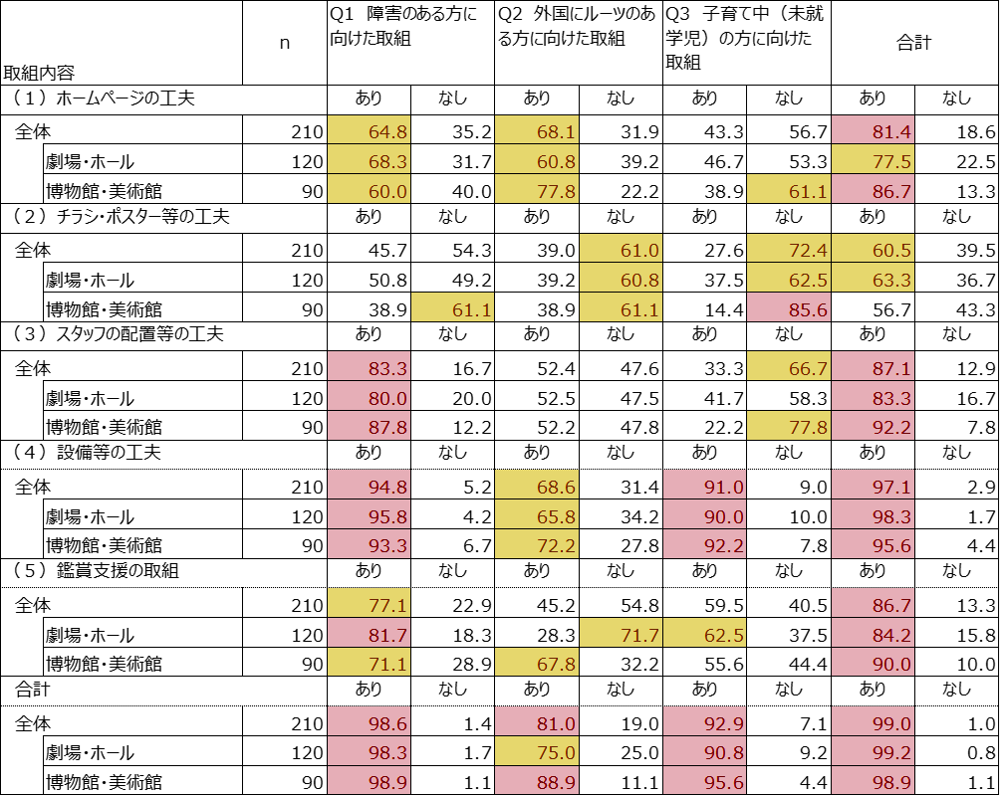 取組内容 n Q1 障害のある方に向けた取組 Q2 外国にルーツのある方に向けた取組 Q3 子育て中（未就学児）の方に向けた取組 合計
（1）ホームページの工夫 あり なし あり なし あり なし あり なし
全体 210 64.8 35.2 68.1 31.9 43.3 56.7 81.4 18.6
劇場・ホール 120 68.3 31.7 60.8 39.2 46.7 53.3 77.5 22.5
博物館・美術館 90 60.0 40.0 77.8 22.2 38.9 61.1 86.7 13.3
（2）チラシ・ポスター等の工夫 あり なし あり なし あり なし あり なし
全体 210 45.7 54.3 39.0 61.0 27.6 72.4 60.5 39.5
劇場・ホール 120 50.8 49.2 39.2 60.8 37.5 62.5 63.3 36.7
博物館・美術館 90 38.9 61.1 38.9 61.1 14.4 85.6 56.7 43.3
（3）スタッフの配置等の工夫 あり なし あり なし あり なし あり なし
全体 210 83.3 16.7 52.4 47.6 33.3 66.7 87.1 12.9
劇場・ホール 120 80.0 20.0 52.5 47.5 41.7 58.3 83.3 16.7
博物館・美術館 90 87.8 12.2 52.2 47.8 22.2 77.8 92.2 7.8
（4）設備等の工夫 あり なし あり なし あり なし あり なし
全体 210 94.8 5.2 68.6 31.4 91.0 9.0 97.1 2.9
劇場・ホール 120 95.8 4.2 65.8 34.2 90.0 10.0 98.3 1.7
博物館・美術館 90 93.3 6.7 72.2 27.8 92.2 7.8 95.6 4.4
（5）鑑賞支援の取組 あり なし あり なし あり なし あり なし
全体 210 77.1 22.9 45.2 54.8 59.5 40.5 86.7 13.3
劇場・ホール 120 81.7 18.3 28.3 71.7 62.5 37.5 84.2 15.8
博物館・美術館 90 71.1 28.9 67.8 32.2 55.6 44.4 90.0 10.0
合計 あり なし あり なし あり なし あり なし
全体 210 98.6 1.4 81.0 19.0 92.9 7.1 99.0 1.0
劇場・ホール 120 98.3 1.7 75.0 25.0 90.8 9.2 99.2 0.8
博物館・美術館 90 98.9 1.1 88.9 11.1 95.6 4.4 98.9 1.1